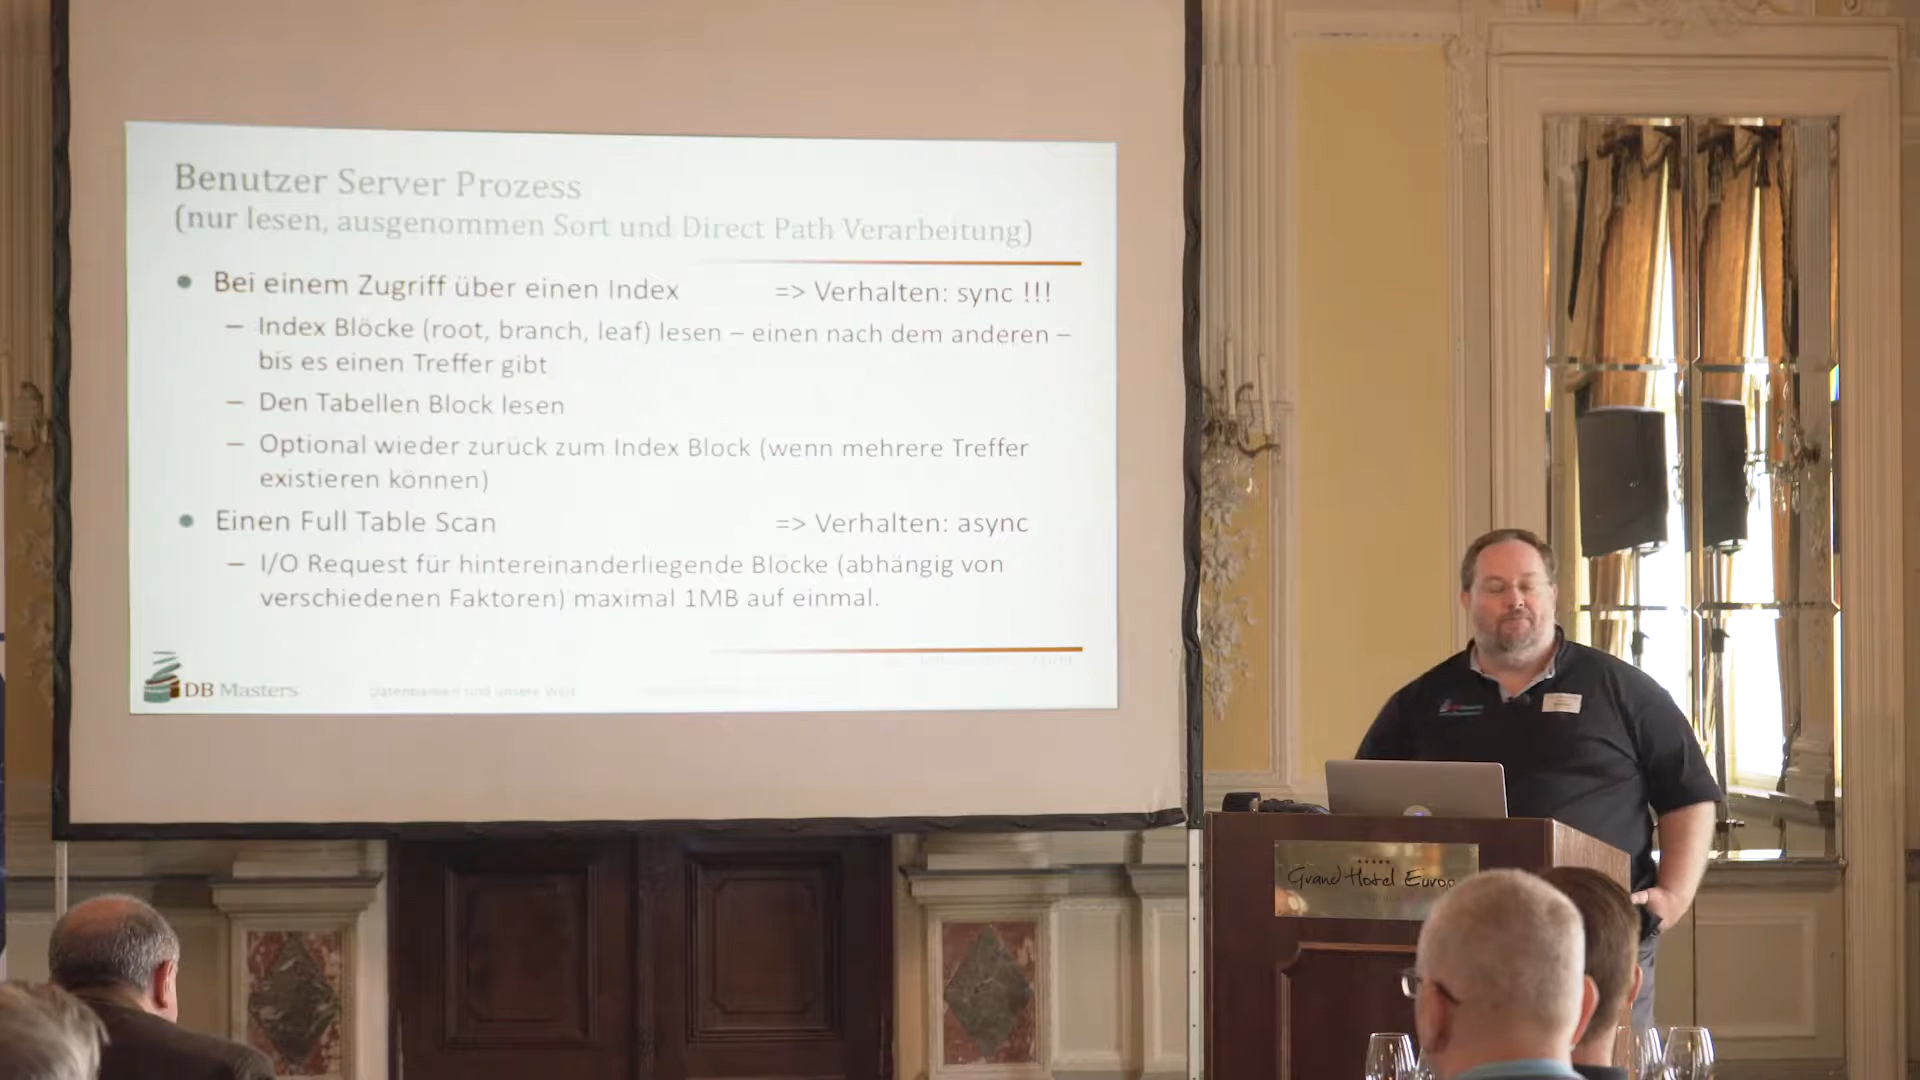 Benutzer Server Prozess
(nur lesen, ausgenommen Sort und Direct Path Verarbeitung)
• Bei einem Zugriff über einen Index => Verhalten: sync !!!
– Index Blöcke (root, branch, leaf) lesen – einen nach dem anderen –
bis es einen Treffer gibt
– Den Tabellen Block lesen
– Optional wieder zurück zum Index Block (wenn mehrere Treffer
existieren können)
• Einen Full Table Scan => Verhalten: async
– I/O Request für hintereinanderliegende Blöcke (abhängig von
verschiedenen Faktoren) maximal 1MB auf einmal.
DB Masters
Datenbanken sind unsere Welt
Grand Hotel Europ